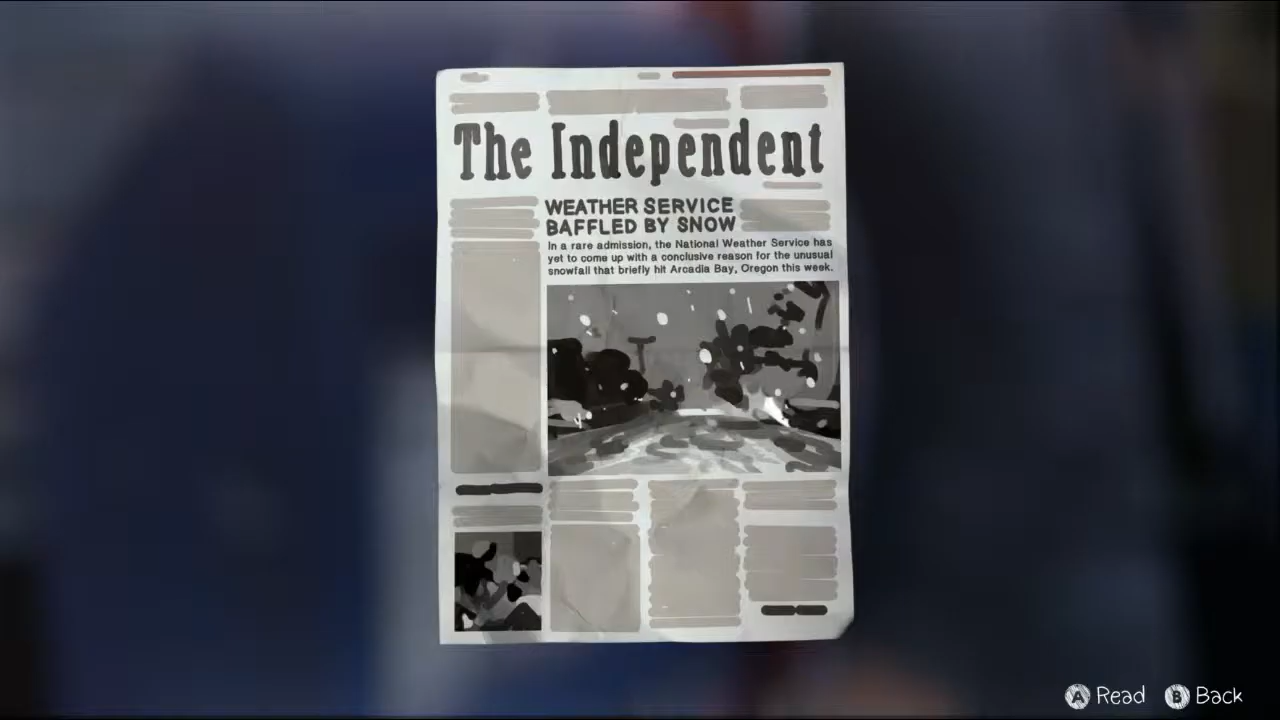 The Independent
WEATHER SERVICE
BAFFLED BY SNOW
In a rare admission, the National Weather Service has
yet to come up with a conclusive reason for the unusual
snowfall that briefly hit Arcadia Bay, Oregon this week.
A Read B Back